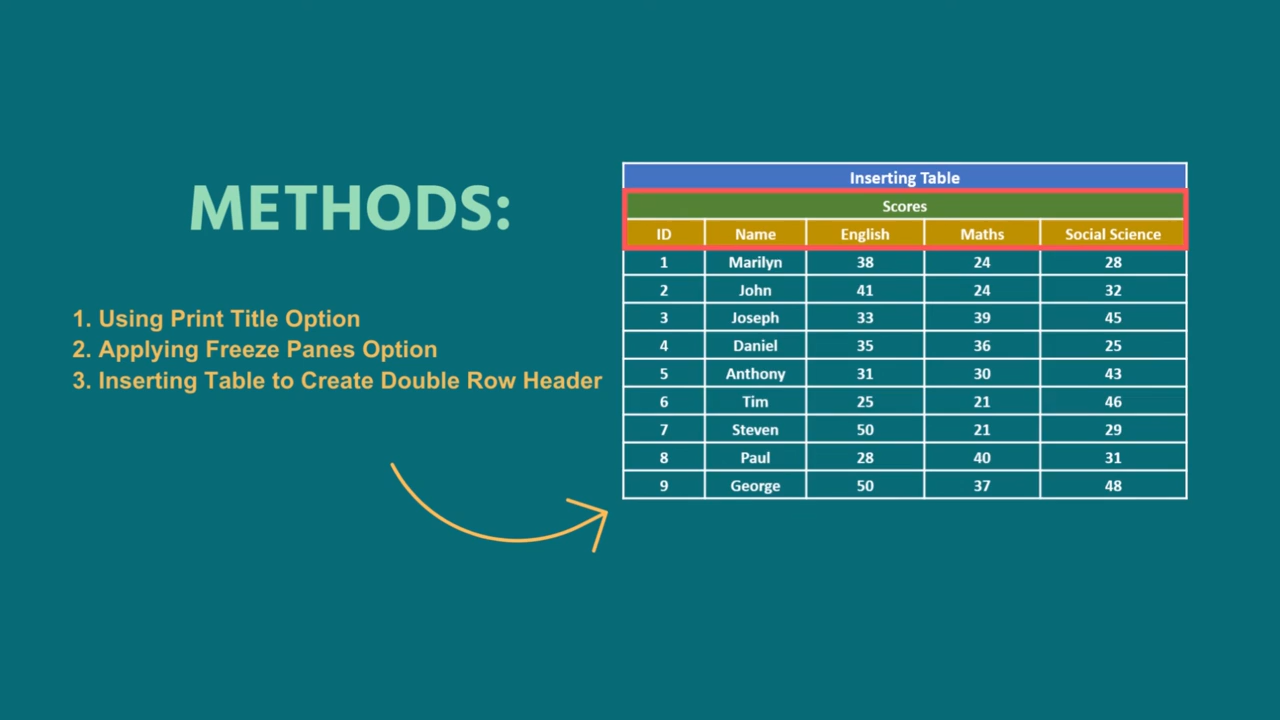 METHODS:
1. Using Print Title Option
2. Applying Freeze Panes Option
3. Inserting Table to Create Double Row Header
Inserting Table
Scores
ID Name English Maths Social Science
1 Marilyn 38 24 28
2 John 41 24 32
3 Joseph 33 39 45
4 Daniel 35 36 25
5 Anthony 31 30 43
6 Tim 25 21 46
7 Steven 50 21 29
8 Paul 28 40 31
9 George 50 37 48